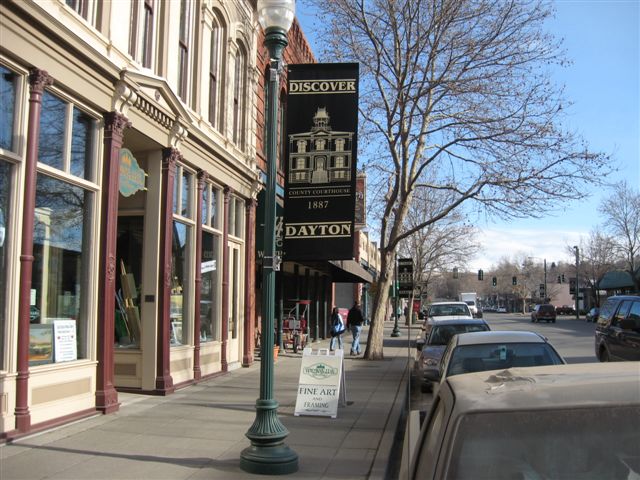 DISCOVER
COUNTY COURTHOUSE
1887
DAYTON
FINE ART
AND
FRAMING